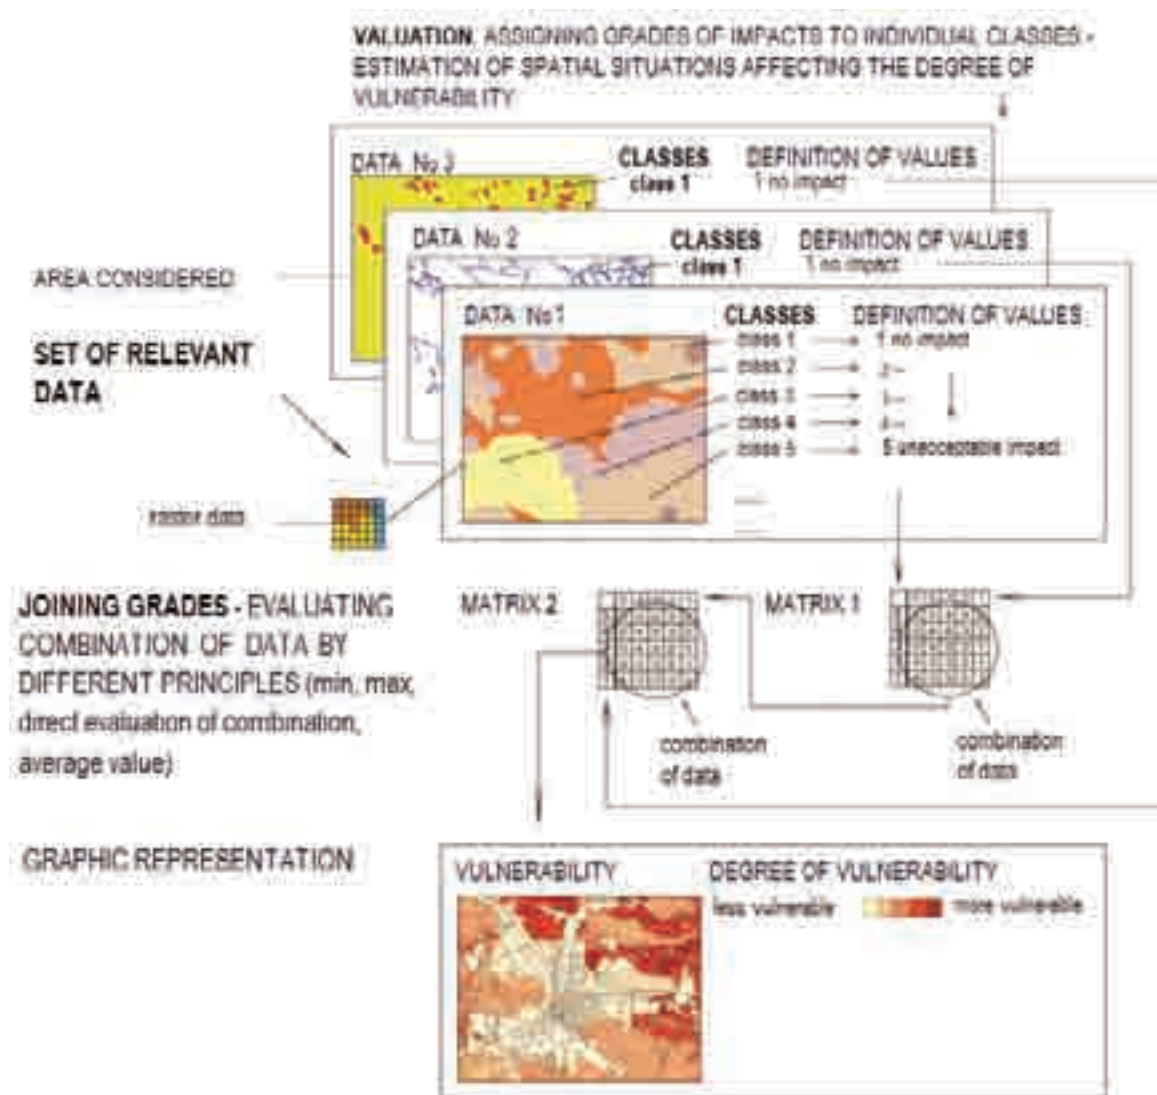 VALUATION, ASSIGNING GRADES OF IMPACTS TO INDIVIDUAL CLASSES -
ESTIMATION OF SPATIAL SITUATIONS AFFECTING THE DEGREE OF
VULNERABILITY
DATA No 3
CLASSES
DEFINITION OF VALUES
class 1
1 no impact
DATA No 2
CLASSES
DEFINITION OF VALUES
class 1
1 no impact
AREA CONSIDERED
DATA No 1
CLASSES
DEFINITION OF VALUES
class 1
1 no impact
class 2
2 –
class 3
3 –
class 4
4 –
class 5
5 unacceptable impact
SET OF RELEVANT
DATA
raster data
JOINING GRADES - EVALUATING
COMBINATION OF DATA BY
DIFFERENT PRINCIPLES (min, max,
direct evaluation of combination,
average value)
MATRIX 2
MATRIX 1
combination
of data
combination
of data
GRAPHIC REPRESENTATION
VULNERABILITY
DEGREE OF VULNERABILITY
less vulnerable
more vulnerable